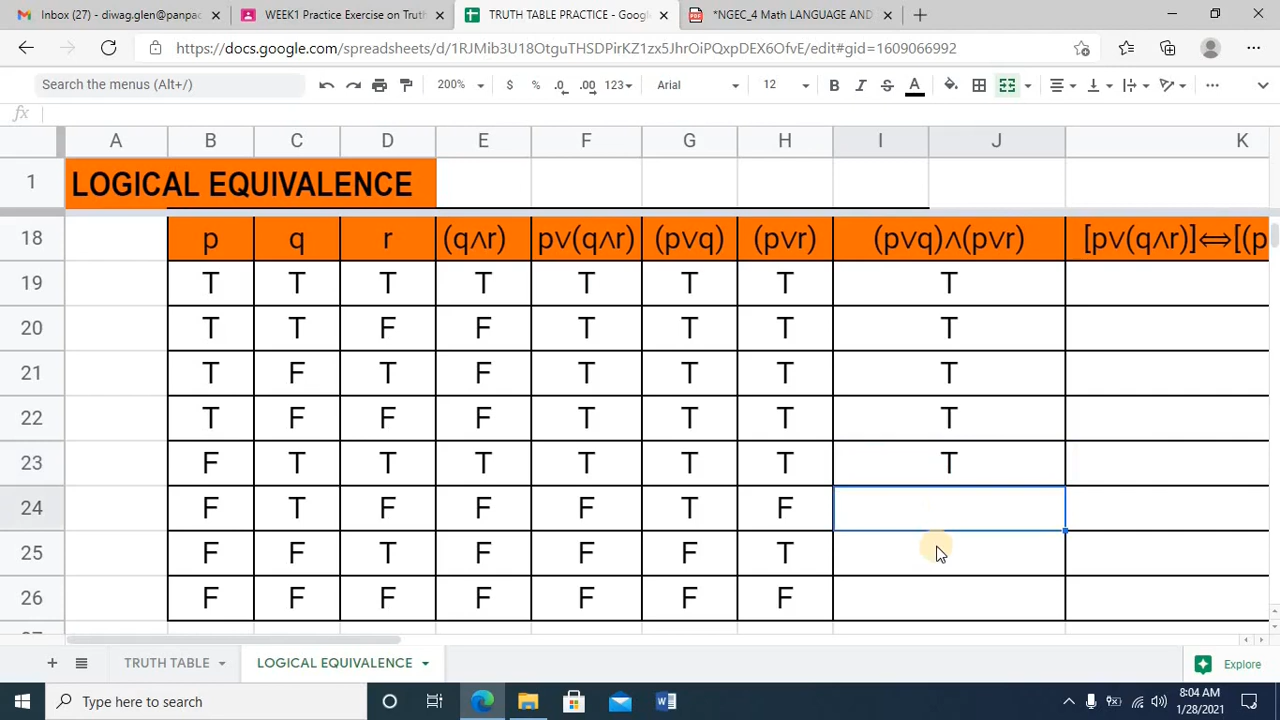 Inbox (27) - diwag.glen@panpac
WEEK1 Practice Exercise on Truth
TRUTH TABLE PRACTICE - Google
*NGEC_4 Math LANGUAGE AND
https://docs.google.com/spreadsheets/d/1RJMib3U18OtguTHSDPirKZ1zx5JhrOiPQxpDEX6OfvE/edit#gid=1609066992
Search the menus (Alt+/) 200% $ % .0 .00 123 Arial 12 B I S A
fx
A B C D E F G H I J K
1 LOGICAL EQUIVALENCE
18 p q r (q∧r) p∨(q∧r) (p∨q) (p∨r) (p∨q)∧(p∨r) [p∨(q∧r)]⇔[(p
19 T T T T T T T T
20 T T F F T T T T
21 T F T F T T T T
22 T F F F T T T T
23 F T T T T T T T
24 F T F F F T F
25 F F T F F F T
26 F F F F F F F
TRUTH TABLE LOGICAL EQUIVALENCE Explore
Type here to search
8:04 AM
1/28/2021